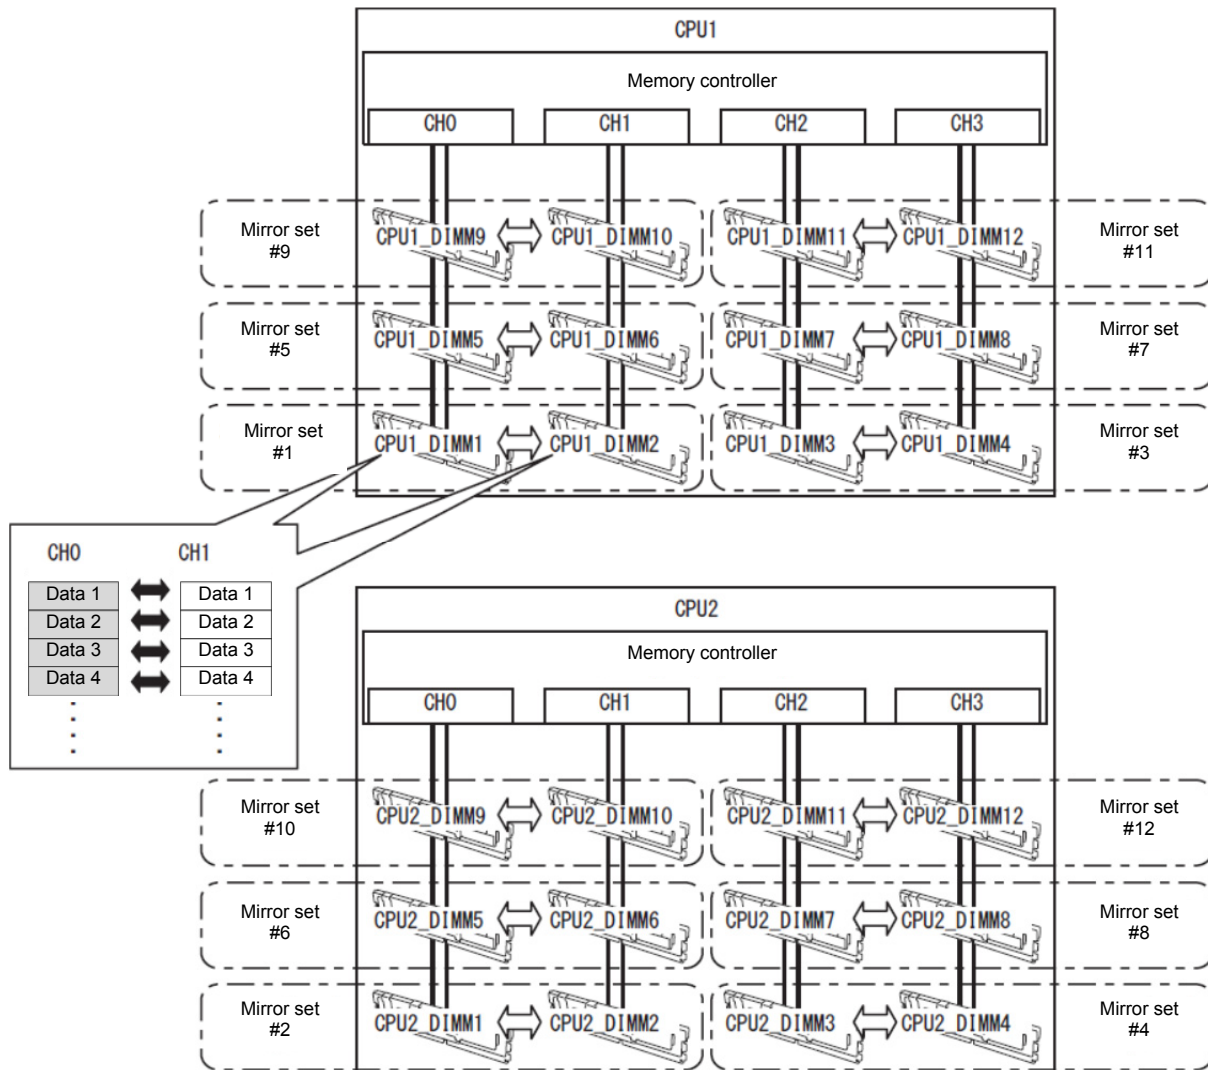 CPU1
Memory controller
CH0 CH1 CH2 CH3
Mirror set
#9
CPU1_DIMM9 CPU1_DIMM10 CPU1_DIMM11 CPU1_DIMM12
Mirror set
#11
Mirror set
#5
CPU1_DIMM5 CPU1_DIMM6 CPU1_DIMM7 CPU1_DIMM8
Mirror set
#7
Mirror set
#1
CPU1_DIMM1 CPU1_DIMM2 CPU1_DIMM3 CPU1_DIMM4
Mirror set
#3
CH0 CH1
Data 1 Data 1
Data 2 Data 2
Data 3 Data 3
Data 4 Data 4
CPU2
Memory controller
CH0 CH1 CH2 CH3
Mirror set
#10
CPU2_DIMM9 CPU2_DIMM10 CPU2_DIMM11 CPU2_DIMM12
Mirror set
#12
Mirror set
#6
CPU2_DIMM5 CPU2_DIMM6 CPU2_DIMM7 CPU2_DIMM8
Mirror set
#8
Mirror set
#2
CPU2_DIMM1 CPU2_DIMM2 CPU2_DIMM3 CPU2_DIMM4
Mirror set
#4